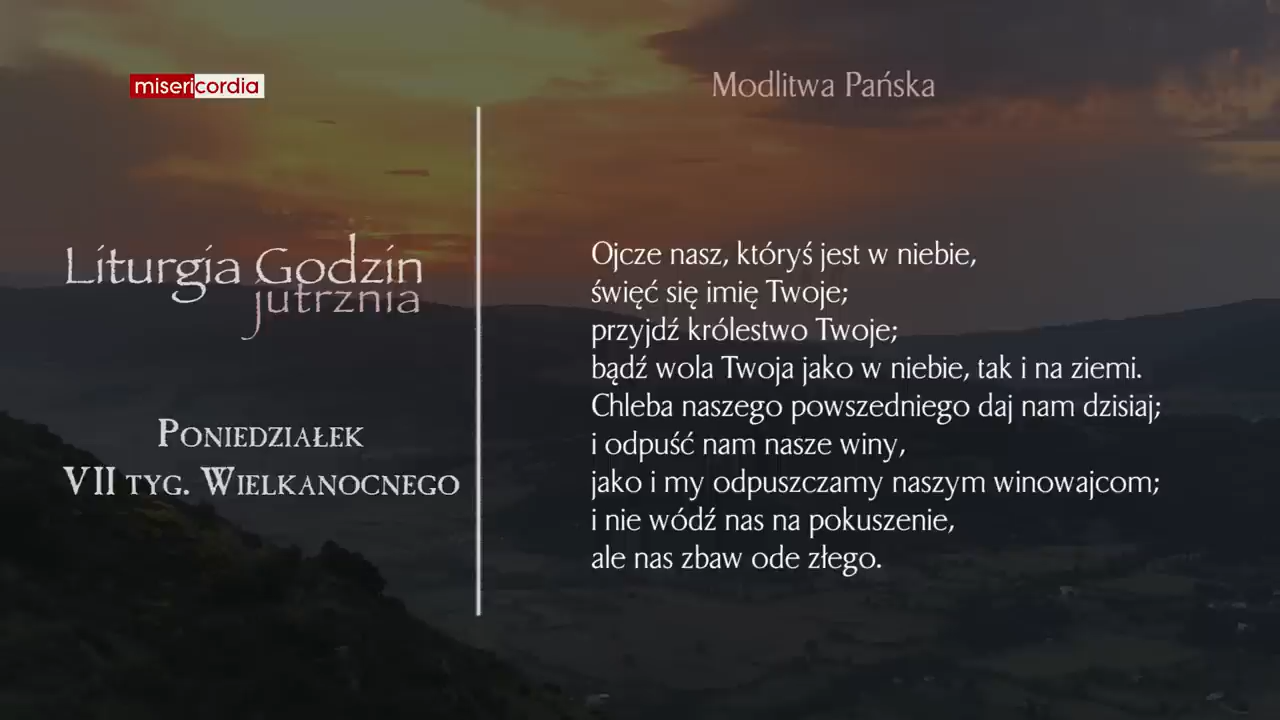 misericordia
Liturgia Godzin
jutrznia
Poniedziałek
VII tyg. Wielkanocnego
Modlitwa Pańska
Ojcze nasz, któryś jest w niebie,
święć się imię Twoje;
przyjdź królestwo Twoje;
bądź wola Twoja jako w niebie, tak i na ziemi.
Chleba naszego powszedniego daj nam dzisiaj;
i odpuść nam nasze winy,
jako i my odpuszczamy naszym winowajcom;
i nie wódź nas na pokuszenie,
ale nas zbaw ode złego.